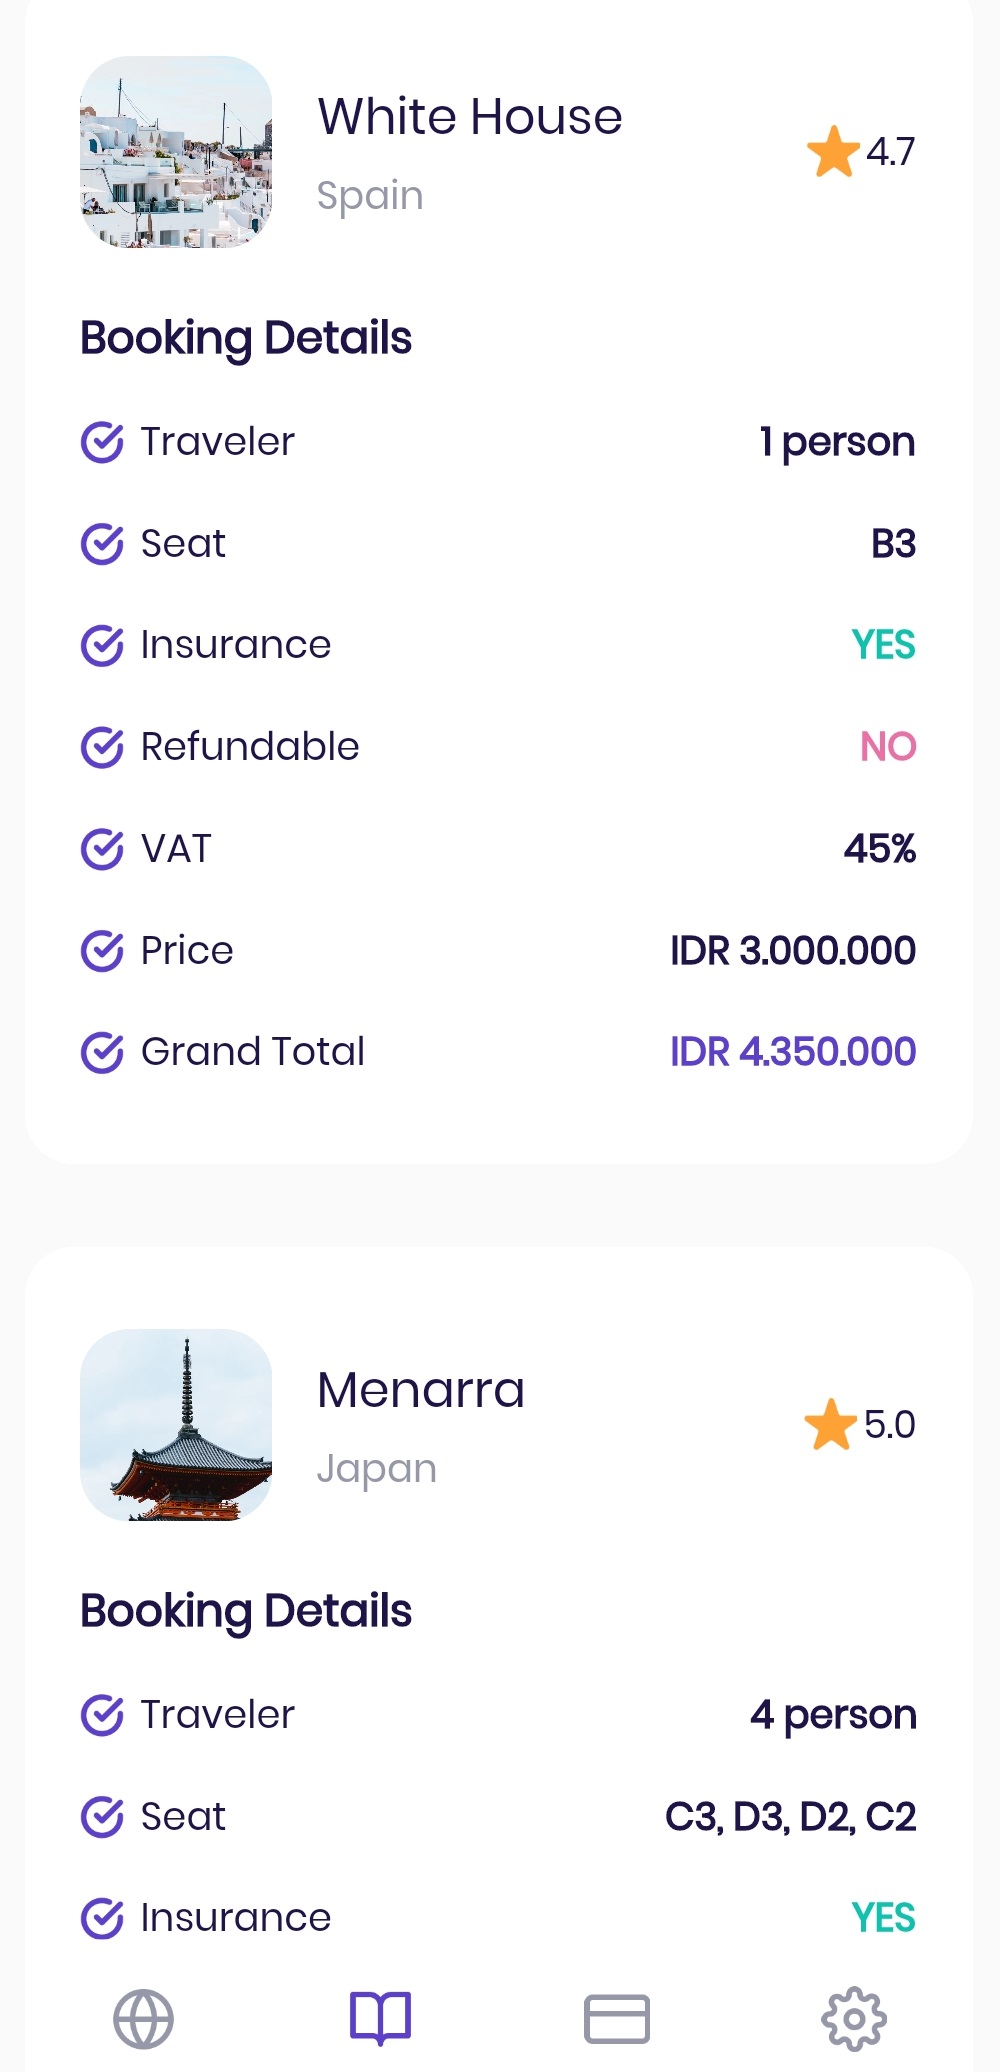 White House
Spain
4.7
Booking Details
Traveler 1 person
Seat B3
Insurance YES
Refundable NO
VAT 45%
Price IDR 3.000.000
Grand Total IDR 4.350.000
Menarra
Japan
5.0
Booking Details
Traveler 4 person
Seat C3, D3, D2, C2
Insurance YES